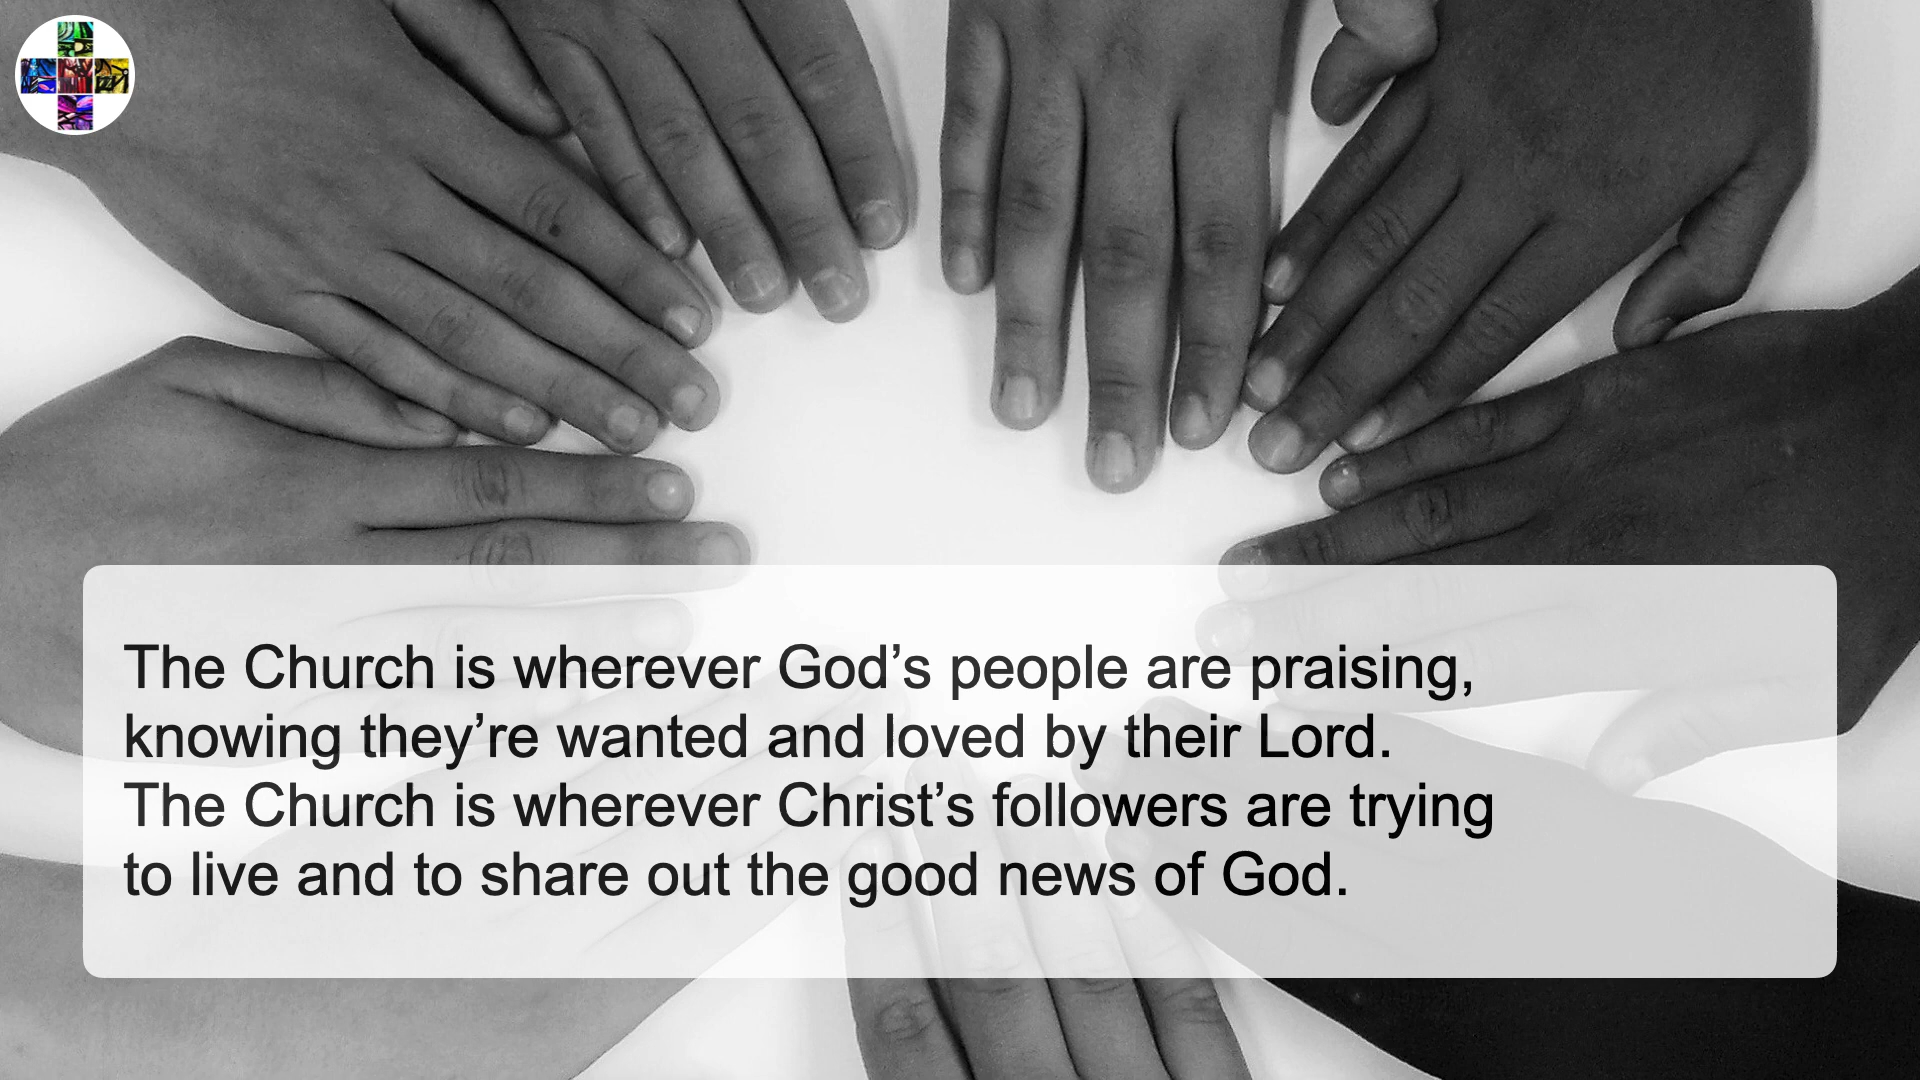 The Church is wherever God’s people are praising,
knowing they’re wanted and loved by their Lord.
The Church is wherever Christ’s followers are trying
to live and to share out the good news of God.